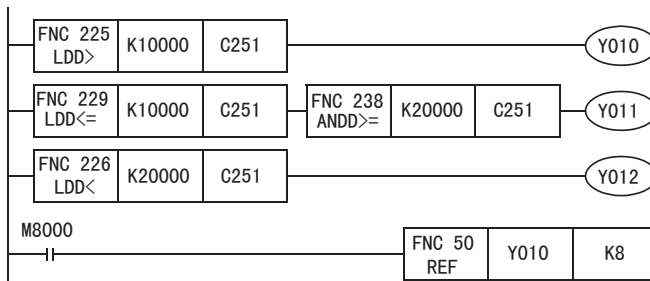 FNC 225
LDD>
K10000
C251
Y010
FNC 229
LDD<=
K10000
C251
FNC 238
ANDD>=
K20000
C251
Y011
FNC 226
LDD<
K20000
C251
Y012
M8000
FNC 50
REF
Y010
K8